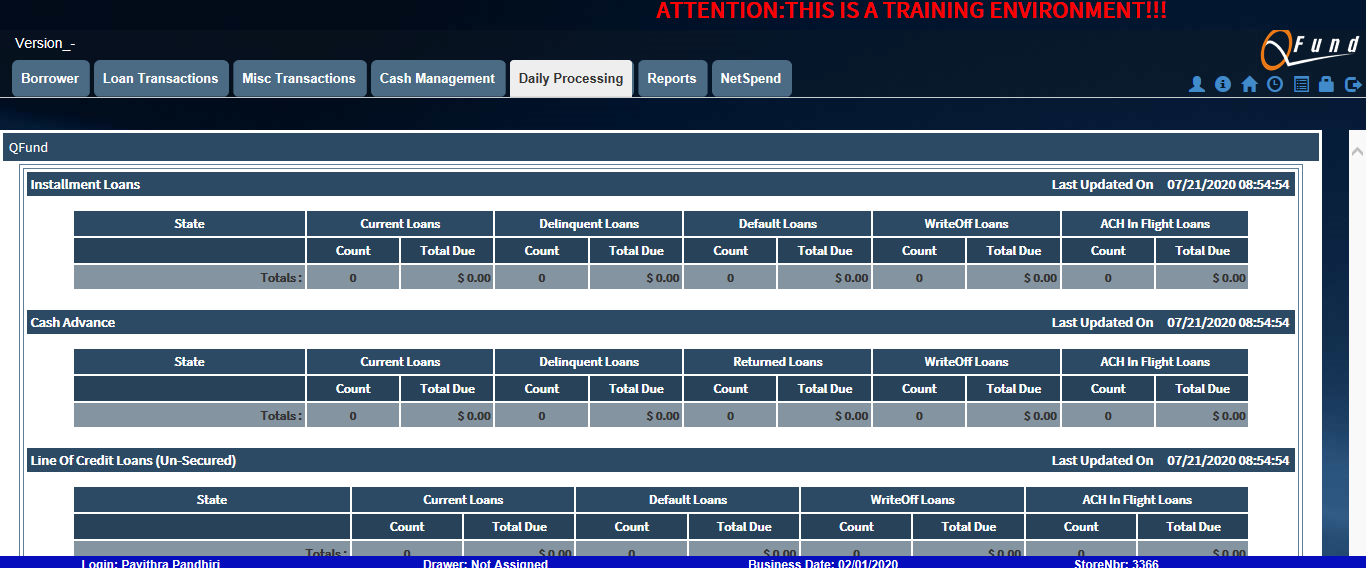 ATTENTION:THIS IS A TRAINING ENVIRONMENT!!!
Version_-
QFund
Borrower Loan Transactions Misc Transactions Cash Management Daily Processing Reports NetSpend
QFund
Installment Loans Last Updated On 07/21/2020 08:54:54
State Current Loans Delinquent Loans Default Loans WriteOff Loans ACH In Flight Loans
Count Total Due Count Total Due Count Total Due Count Total Due Count Total Due
Totals : 0 $ 0.00 0 $ 0.00 0 $ 0.00 0 $ 0.00 0 $ 0.00
Cash Advance Last Updated On 07/21/2020 08:54:54
State Current Loans Delinquent Loans Returned Loans WriteOff Loans ACH In Flight Loans
Count Total Due Count Total Due Count Total Due Count Total Due Count Total Due
Totals : 0 $ 0.00 0 $ 0.00 0 $ 0.00 0 $ 0.00 0 $ 0.00
Line Of Credit Loans (Un-Secured) Last Updated On 07/21/2020 08:54:54
State Current Loans Default Loans WriteOff Loans ACH In Flight Loans
Count Total Due Count Total Due Count Total Due Count Total Due
Totals : 0 $ 0.00 0 $ 0.00 0 $ 0.00 0 $ 0.00
Login: Pavithra Pandhiri Drawer: Not Assigned Business Date: 02/01/2020 StoreNbr: 3366